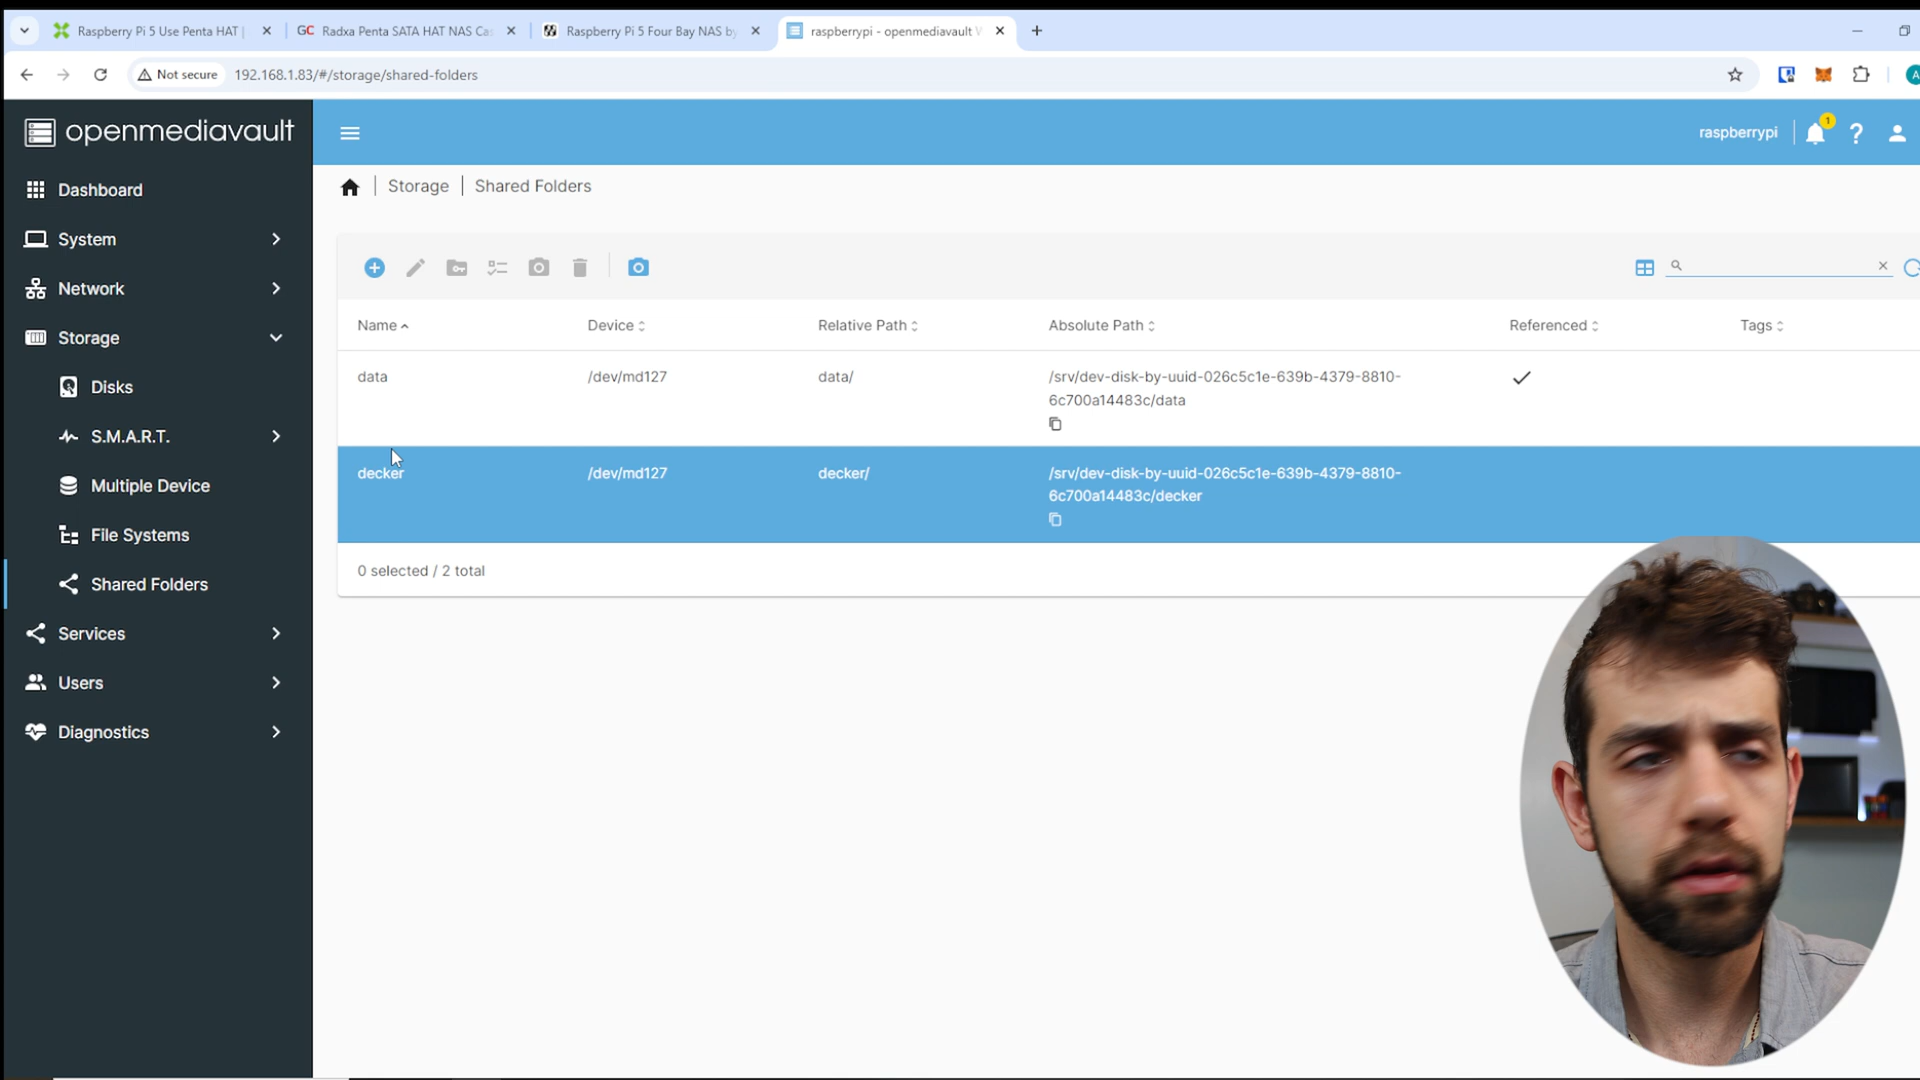 Raspberry Pi 5 Use Penta HAT |
GC Radxa Penta SATA HAT NAS Ca
Raspberry Pi 5 Four Bay NAS by
raspberrypi - openmediavault
Not secure
192.168.1.83/#/storage/shared-folders
A
openmediavault
raspberrypi
1
?
Storage | Shared Folders
Dashboard
System
Network
Storage
Disks
S.M.A.R.T.
Multiple Device
File Systems
Shared Folders
Services
Users
Diagnostics
Name Device Relative Path Absolute Path Referenced Tags
data /dev/md127 data/ /srv/dev-disk-by-uuid-026c5c1e-639b-4379-8810-
6c700a14483c/data
decker /dev/md127 decker/ /srv/dev-disk-by-uuid-026c5c1e-639b-4379-8810-
6c700a14483c/decker
0 selected / 2 total